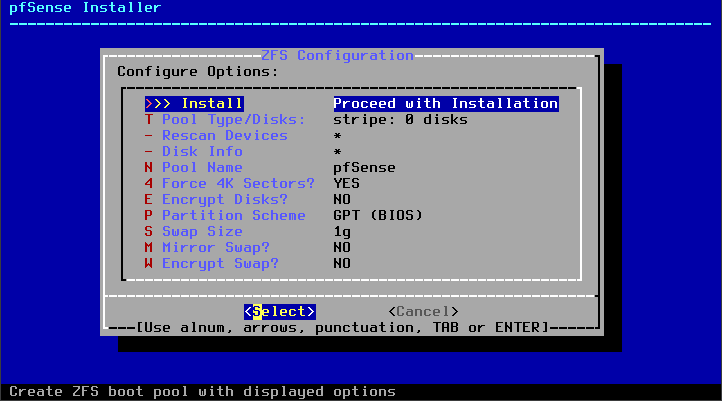 pfSense Installer
ZFS Configuration
Configure Options:
>>> Install Proceed with Installation
T Pool Type/Disks: stripe: 0 disks
- Rescan Devices *
- Disk Info *
N Pool Name pfSense
4 Force 4K Sectors? YES
E Encrypt Disks? NO
P Partition Scheme GPT (BIOS)
S Swap Size 1g
M Mirror Swap? NO
W Encrypt Swap? NO
<Select> <Cancel>
[Use alnum, arrows, punctuation, TAB or ENTER]
Create ZFS boot pool with displayed options